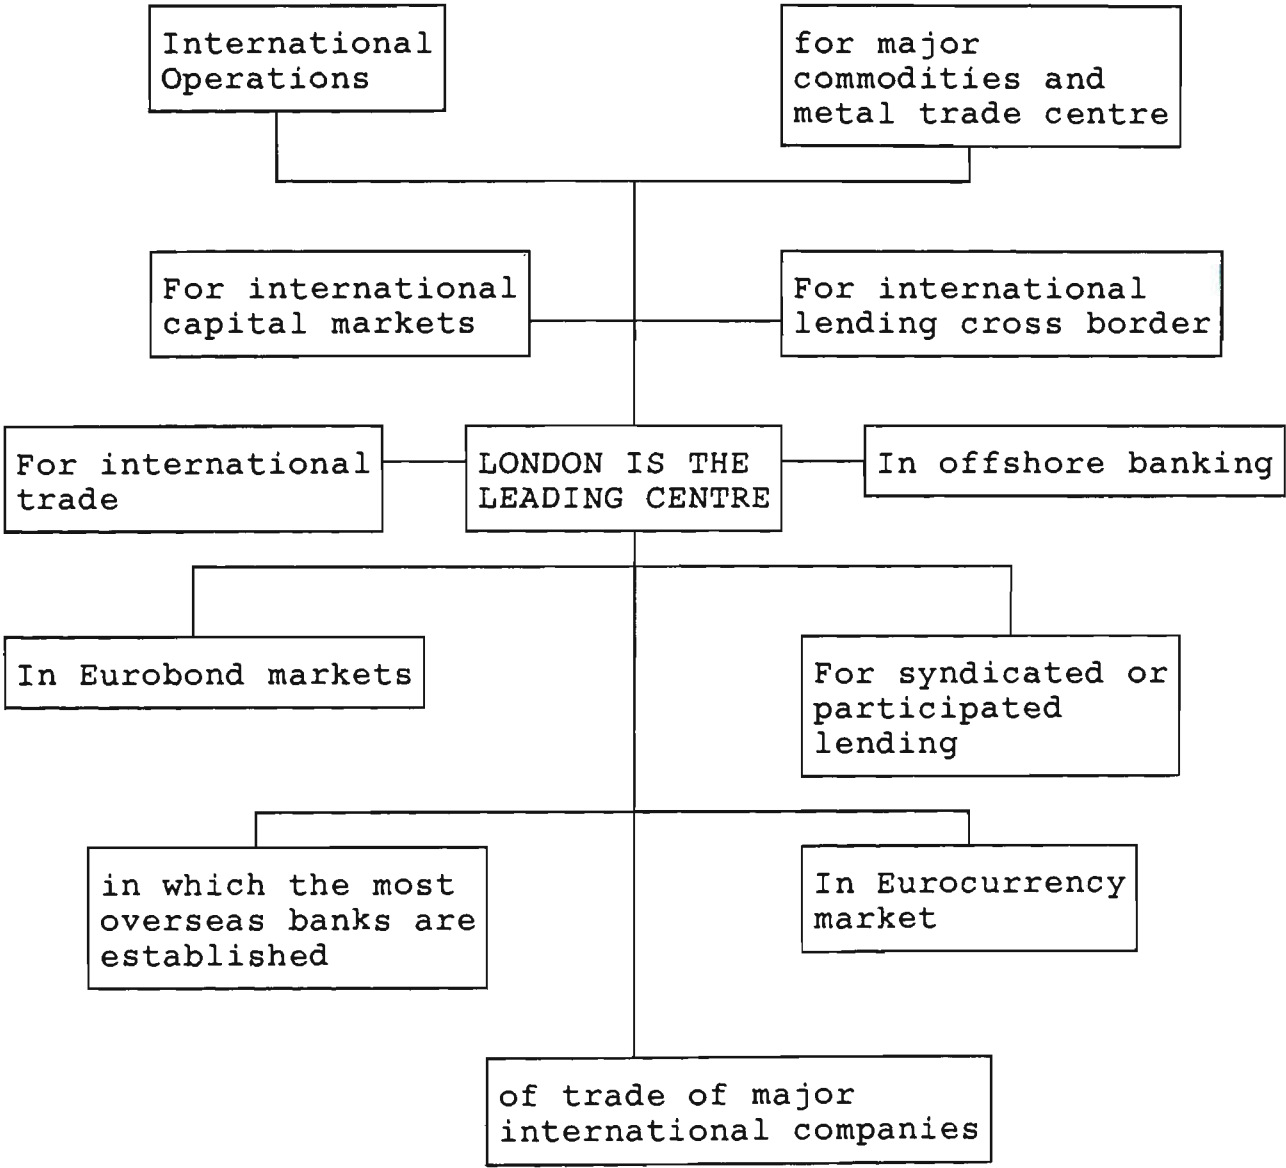 International
Operations
for major
commodities and
metal trade centre
For international
capital markets
For international
lending cross border
For international
trade
LONDON IS THE
LEADING CENTRE
In offshore banking
In Eurobond markets
For syndicated or
participated
lending
in which the most
overseas banks are
established
In Eurocurrency
market
of trade of major
international companies